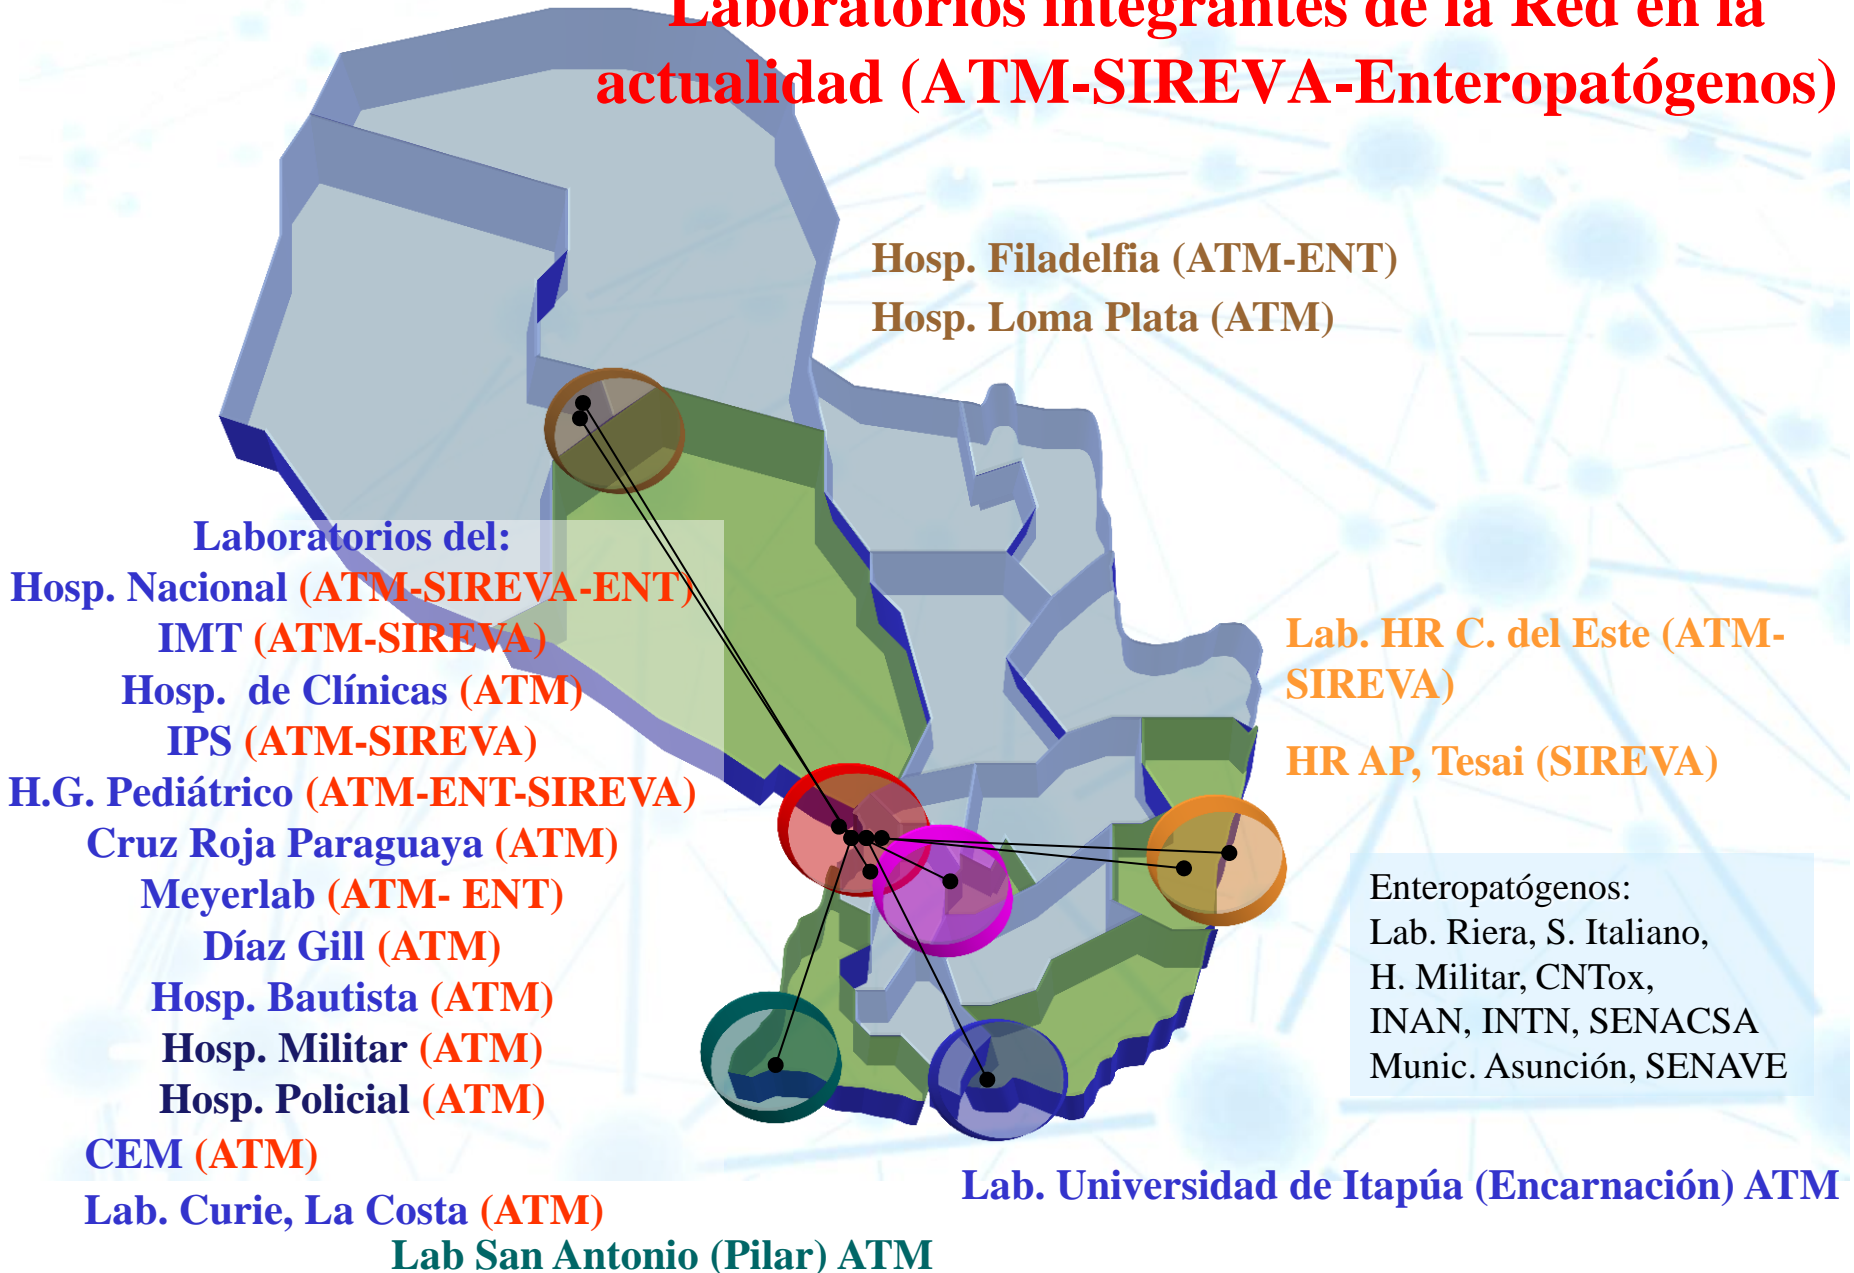 Laboratorios integrantes de la Red en la
actualidad (ATM-SIREVA-Enteropatógenos)
Hosp. Filadelfia (ATM-ENT)
Hosp. Loma Plata (ATM)
Laboratorios del:
Hosp. Nacional (ATM-SIREVA-ENT)
IMT (ATM-SIREVA)
Hosp. de Clínicas (ATM)
IPS (ATM-SIREVA)
H.G. Pediátrico (ATM-ENT-SIREVA)
Cruz Roja Paraguaya (ATM)
Meyerlab (ATM- ENT)
Díaz Gill (ATM)
Hosp. Bautista (ATM)
Hosp. Militar (ATM)
Hosp. Policial (ATM)
CEM (ATM)
Lab. Curie, La Costa (ATM)
Lab San Antonio (Pilar) ATM
Lab. HR C. del Este (ATM-
SIREVA)
HR AP, Tesai (SIREVA)
Enteropatógenos:
Lab. Riera, S. Italiano,
H. Militar, CNTox,
INAN, INTN, SENACSA
Munic. Asunción, SENAVE
Lab. Universidad de Itapúa (Encarnación) ATM